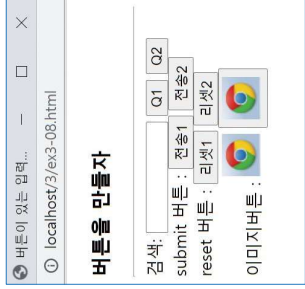 버튼이 있는 입력...
localhost/3/ex3-08.html
버튼을 만들자
검색: Q1 Q2
submit 버튼 : 전송1 전송2
reset 버튼 : 리셋1 리셋2
이미지버튼 :